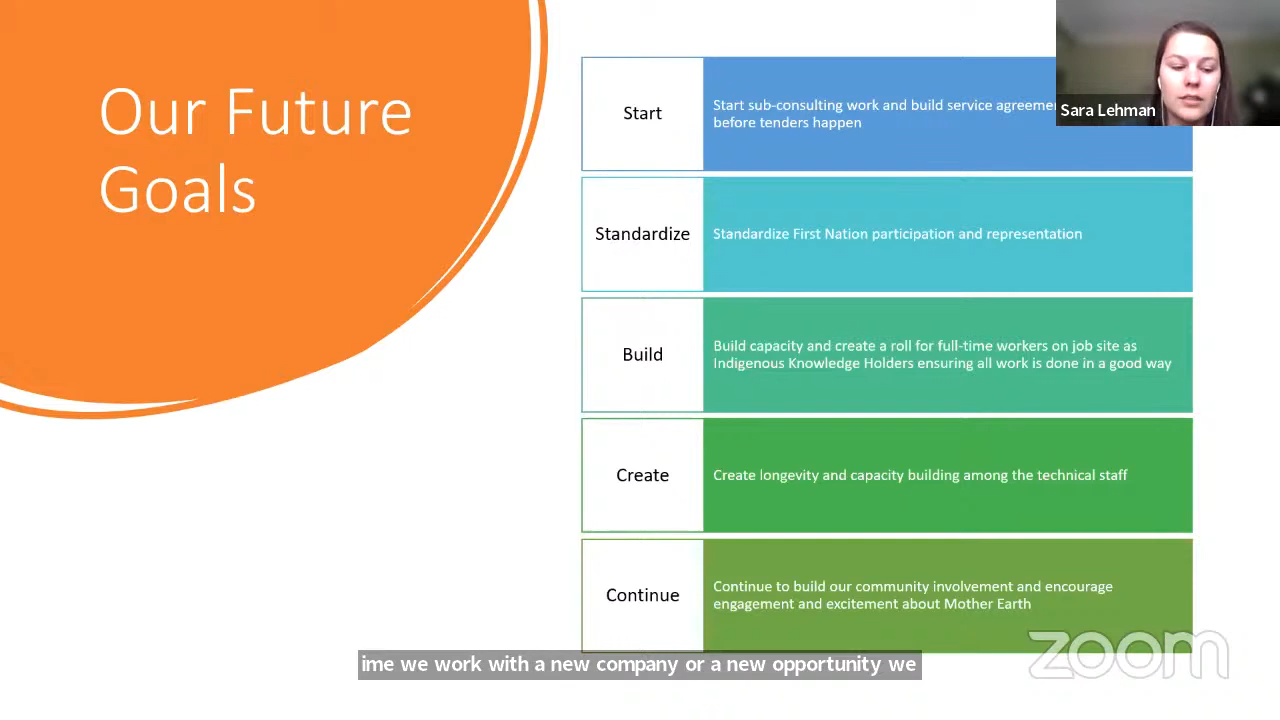 Our Future
Goals
Start
Start sub-consulting work and build service
before tenders happen
Sara Lehman
Standardize
Standardize First Nation participation and representation
Build
Build capacity and create a roll for full-time workers on job site as
Indigenous Knowledge Holders ensuring all work is done in a good way
Create
Create longevity and capacity building among the technical staff
Continue
Continue to build our community involvement and encourage
engagement and excitement about Mother Earth
ime we work with a new company or a new opportunity we
zoom